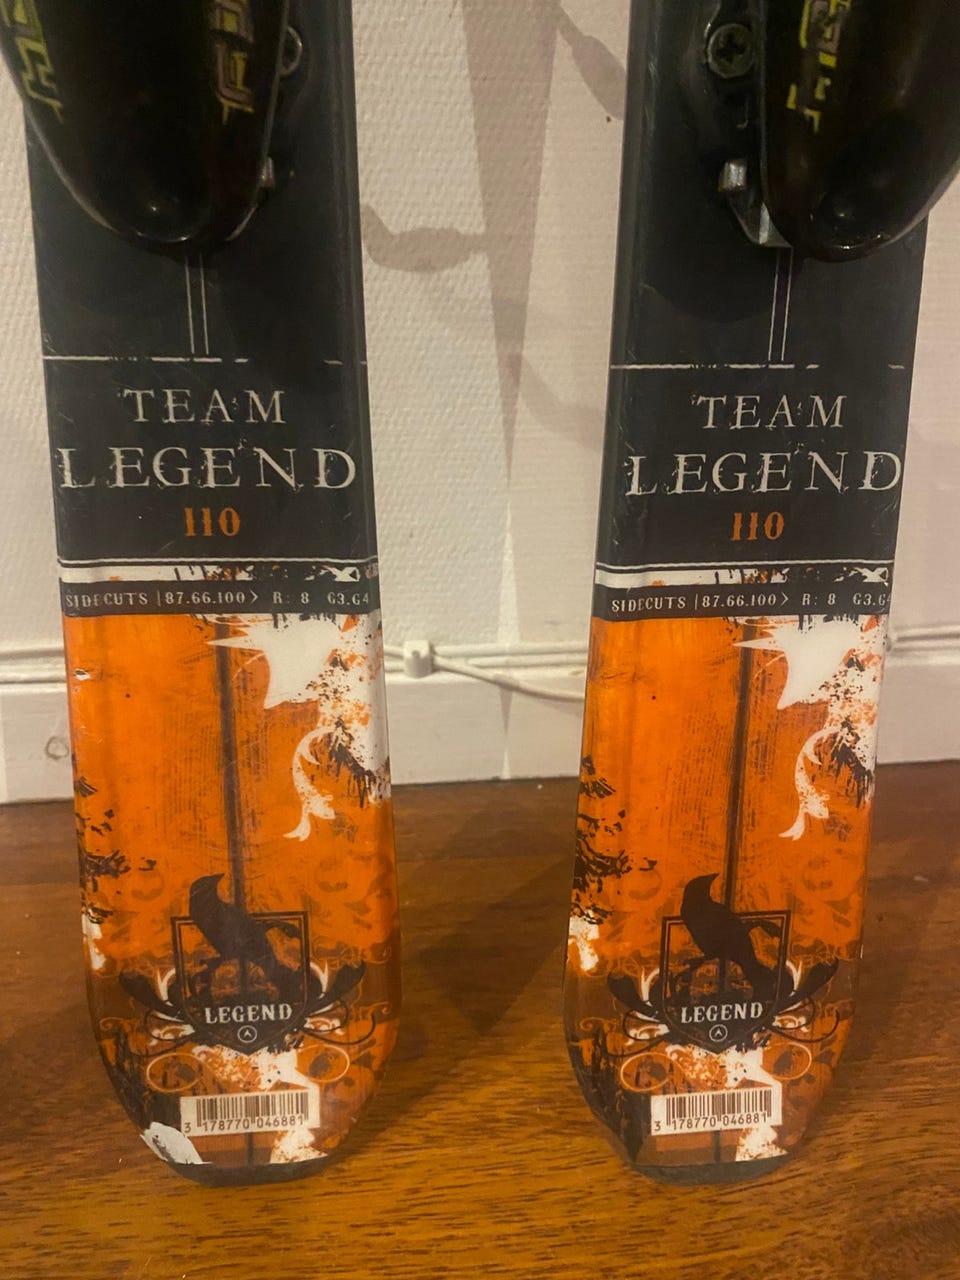 TEAM
LEGEND
110
SIDECUTS |87.66.100> R: 8 G3.G4
LEGEND
3 178770 046881
TEAM
LEGEND
110
SIDECUTS |87.66.100> R: 8 G3.G4
LEGEND
3 178770 046881